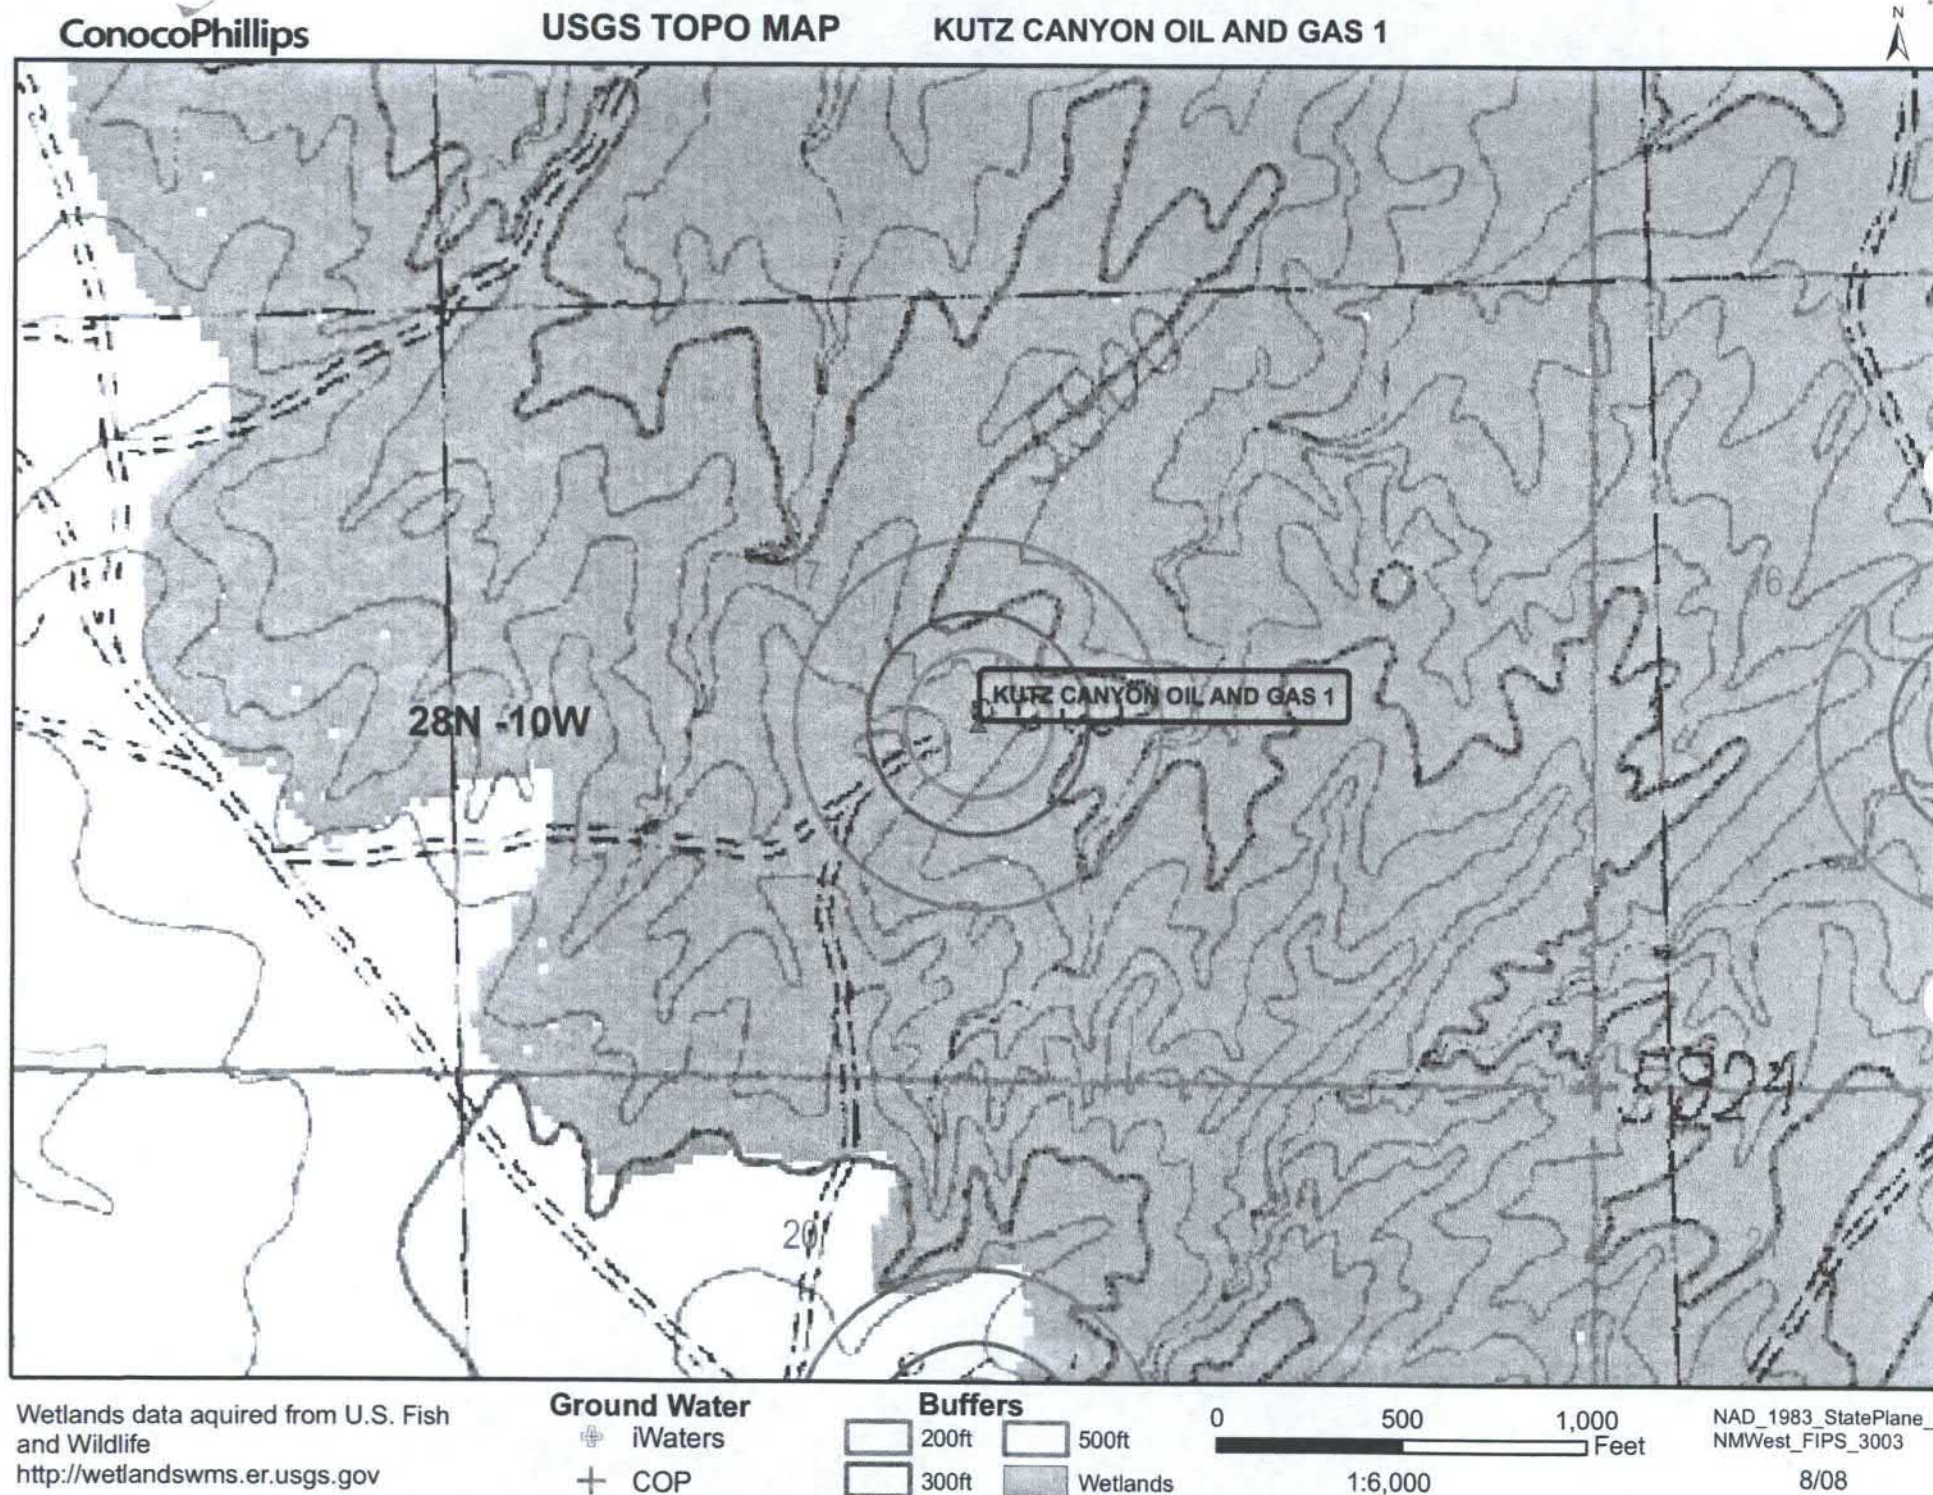 ConocoPhillips
USGS TOPO MAP
KUTZ CANYON OIL AND GAS 1
N
KUTZ CANYON OIL AND GAS 1
28N -10W
5924
20
Wetlands data aquired from U.S. Fish
and Wildlife
http://wetlandswms.er.usgs.gov
Ground Water
iWaters
COP
Buffers
200ft
500ft
300ft
Wetlands
0 500 1,000
Feet
1:6,000
NAD_1983_StatePlane_
NMWest_FIPS_3003
8/08